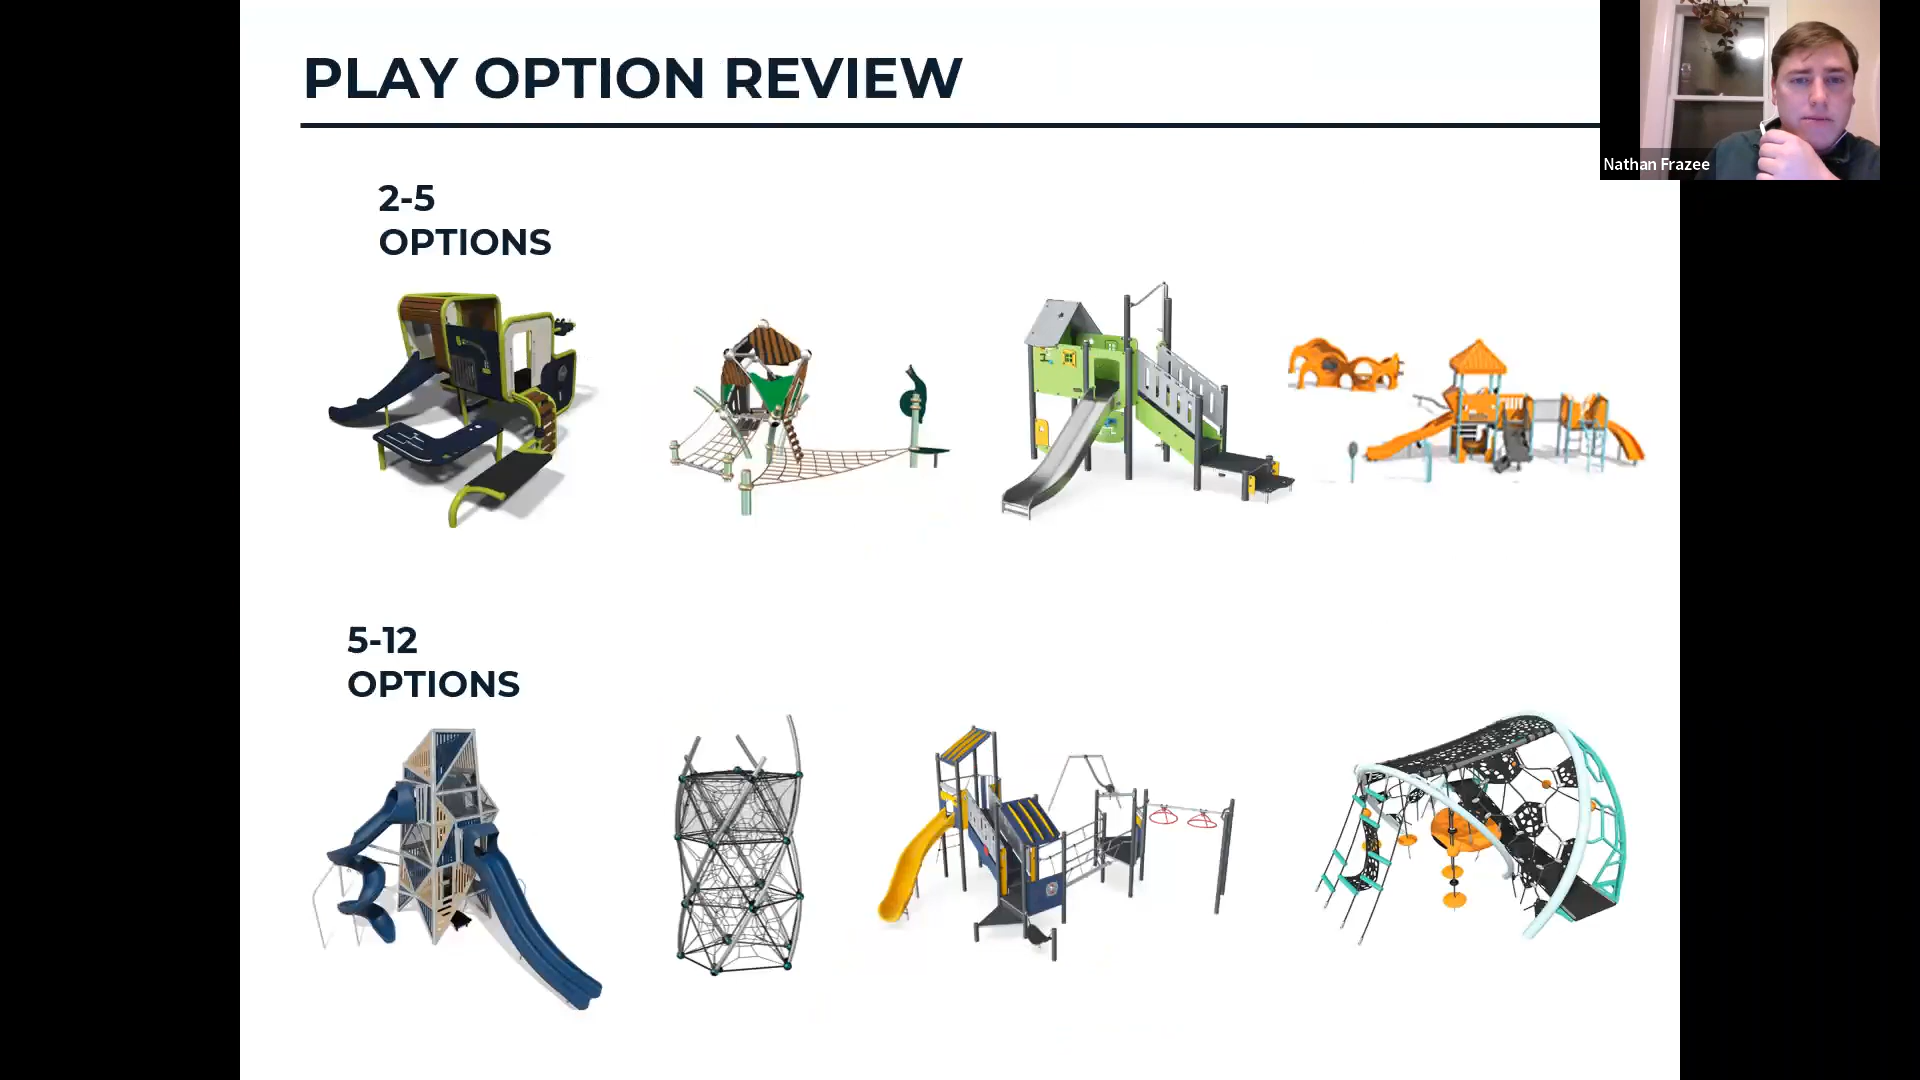 PLAY OPTION REVIEW
Nathan Frazee
2-5
OPTIONS
5-12
OPTIONS